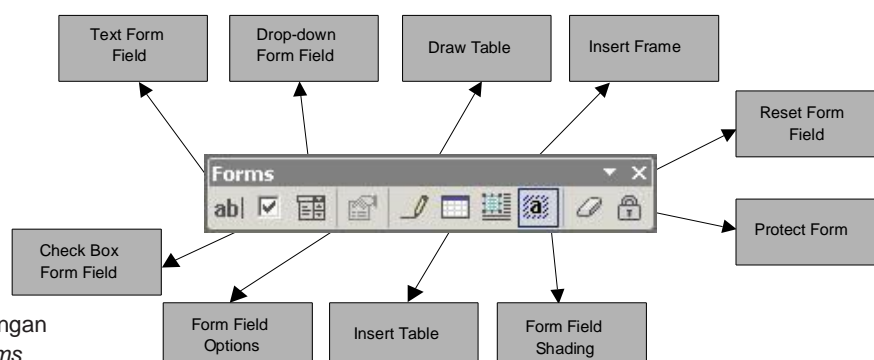 Text Form
Field
Drop-down
Form Field
Draw Table
Insert Frame
Reset Form
Field
Forms
ab|
a
Protect Form
Check Box
Form Field
Form Field
Options
Insert Table
Form Field
Shading